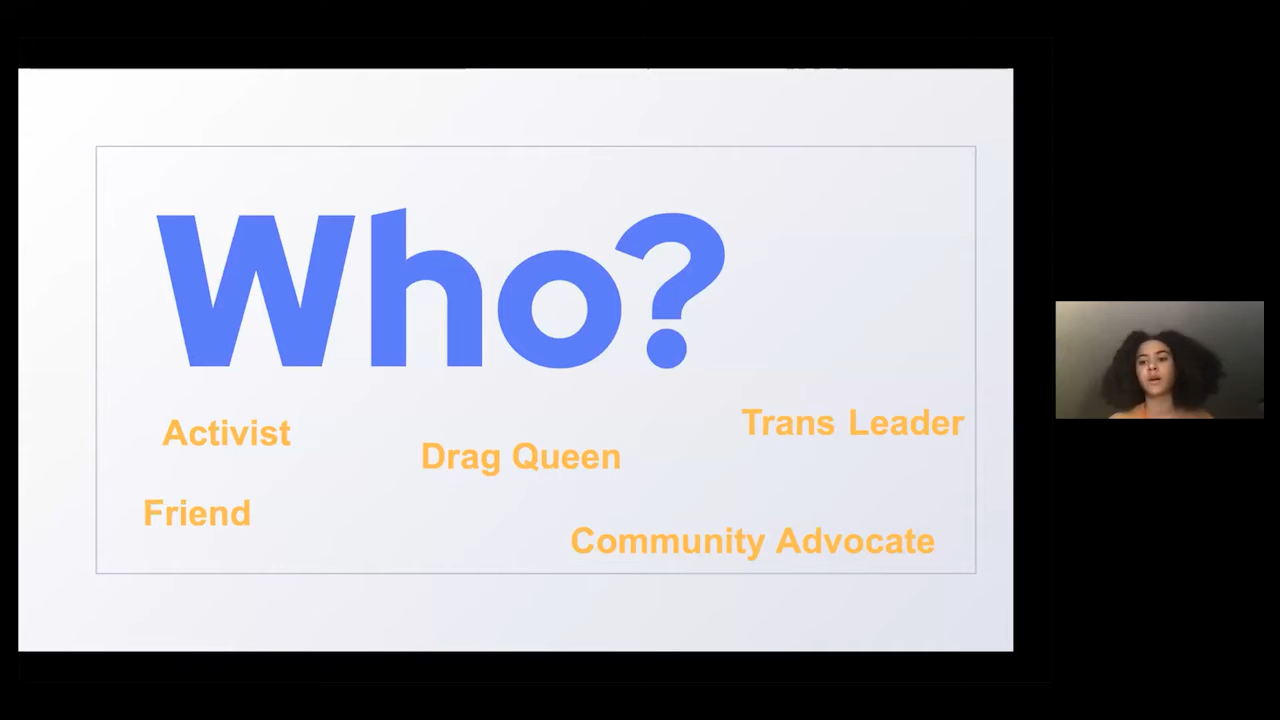 Who?
Activist
Drag Queen
Trans Leader
Friend
Community Advocate